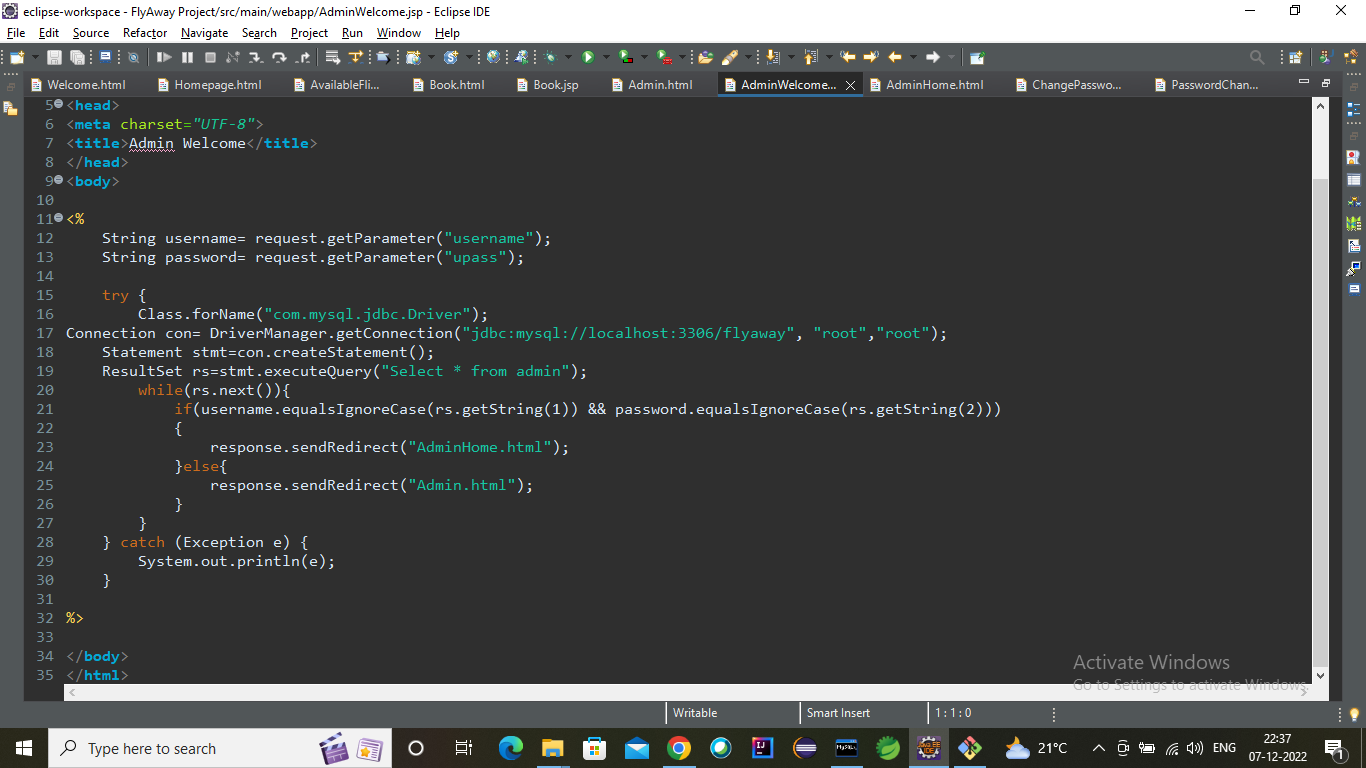 eclipse-workspace - FlyAway Project/src/main/webapp/AdminWelcome.jsp - Eclipse IDE
File Edit Source Refactor Navigate Search Project Run Window Help
Welcome.html Homepage.html AvailableFli... Book.html Book.jsp Admin.html AdminWelcome... AdminHome.html ChangePasswo... PasswordChan...
5 <head>
6 <meta charset="UTF-8">
7 <title>Admin Welcome</title>
8 </head>
9 <body>
10
11 <%
12     String username= request.getParameter("username");
13     String password= request.getParameter("upass");
14
15     try {
16         Class.forName("com.mysql.jdbc.Driver");
17 Connection con= DriverManager.getConnection("jdbc:mysql://localhost:3306/flyaway", "root","root");
18     Statement stmt=con.createStatement();
19     ResultSet rs=stmt.executeQuery("Select * from admin");
20         while(rs.next()){
21             if(username.equalsIgnoreCase(rs.getString(1)) && password.equalsIgnoreCase(rs.getString(2)))
22             {
23                 response.sendRedirect("AdminHome.html");
24             }else{
25                 response.sendRedirect("Admin.html");
26             }
27         }
28     } catch (Exception e) {
29         System.out.println(e);
30     }
31
32 %>
33
34 </body>
35 </html>
Activate Windows
Go to Settings to activate Windows.
Writable Smart Insert 1 : 1 : 0
Type here to search
21°C ENG 22:37
07-12-2022
1